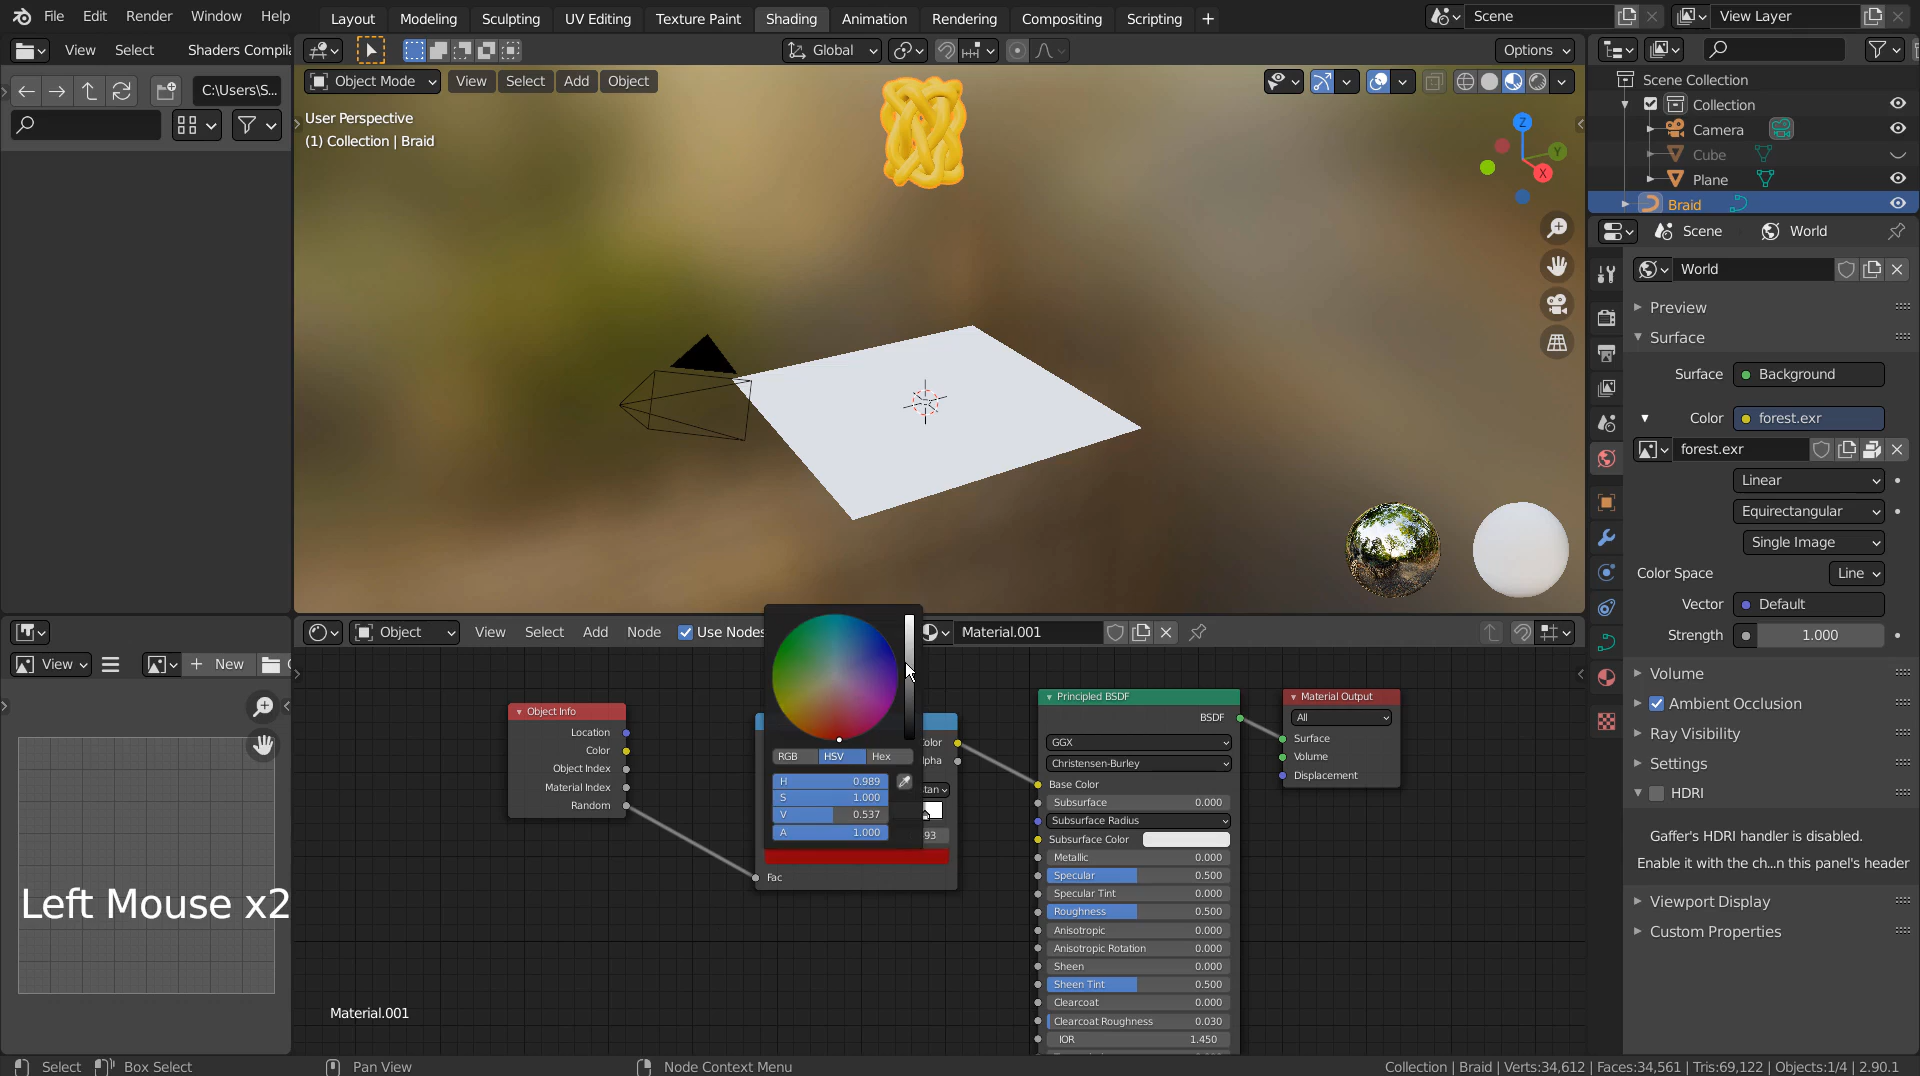 File Edit Render Window Help
Layout Modeling Sculpting UV Editing Texture Paint Shading Animation Rendering Compositing Scripting +
Scene
View Layer
View Select Shaders Compila
Global
Options
C:\Users\S...
Object Mode View Select Add Object
User Perspective
(1) Collection | Braid
Z
Y
X
Scene Collection
Collection
Camera
Cube
Plane
Braid
Scene World
World
Preview
Surface
Surface Background
Color forest.exr
forest.exr
Linear
Equirectangular
Single Image
Color Space Line
Vector Default
Strength 1.000
Volume
Ambient Occlusion
Ray Visibility
Settings
HDRI
Gaffer's HDRI handler is disabled.
Enable it with the ch...n this panel's header
Viewport Display
Custom Properties
View + New
Left Mouse x2
Object View Select Add Node Use Nodes
Material.001
Object Info
Location
Color
Object Index
Material Index
Random
RGB HSV Hex
H 0.989
S 1.000
V 0.537
A 1.000
olor
lpha
stan
93
Fac
Principled BSDF
BSDF
GGX
Christensen-Burley
Base Color
Subsurface 0.000
Subsurface Radius
Subsurface Color
Metallic 0.000
Specular 0.500
Specular Tint 0.000
Roughness 0.500
Anisotropic 0.000
Anisotropic Rotation 0.000
Sheen 0.000
Sheen Tint 0.500
Clearcoat 0.000
Clearcoat Roughness 0.030
IOR 1.450
Material Output
All
Surface
Volume
Displacement
Material.001
Select Box Select Pan View Node Context Menu
Collection | Braid | Verts:34,612 | Faces:34,561 | Tris:69,122 | Objects:1/4 | 2.90.1